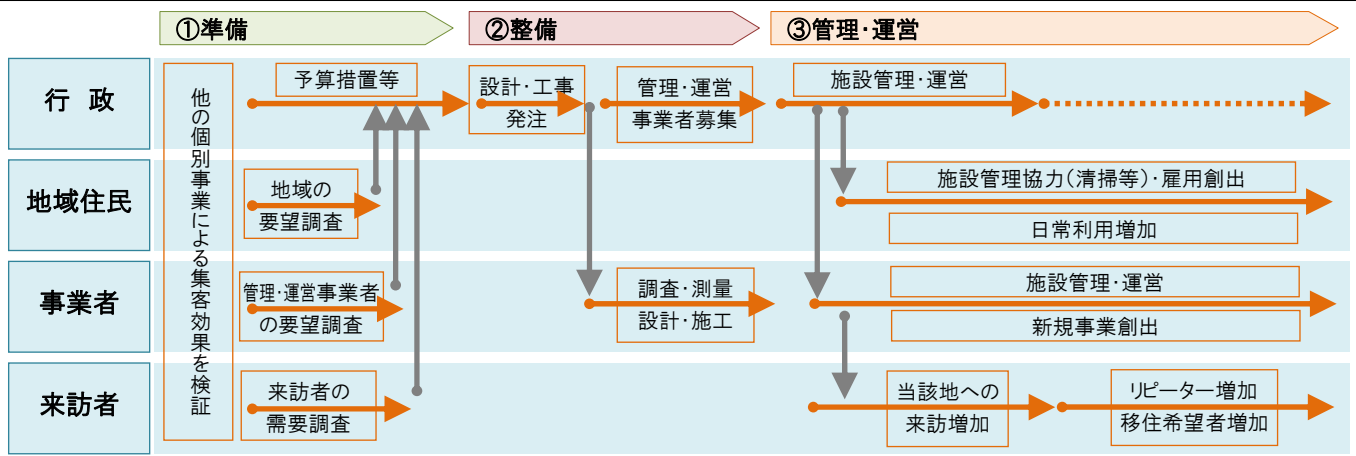 ①準備
②整備
③管理・運営
行 政
他の個別事業による集客効果を検証
予算措置等
設計・工事
発注
管理・運営
事業者募集
施設管理・運営
地域住民
地域の
要望調査
施設管理協力(清掃等)・雇用創出
日常利用増加
事業者
管理・運営事業者
の要望調査
調査・測量
設計・施工
施設管理・運営
新規事業創出
来訪者
来訪者の
需要調査
当該地への
来訪増加
リピーター増加
移住希望者増加